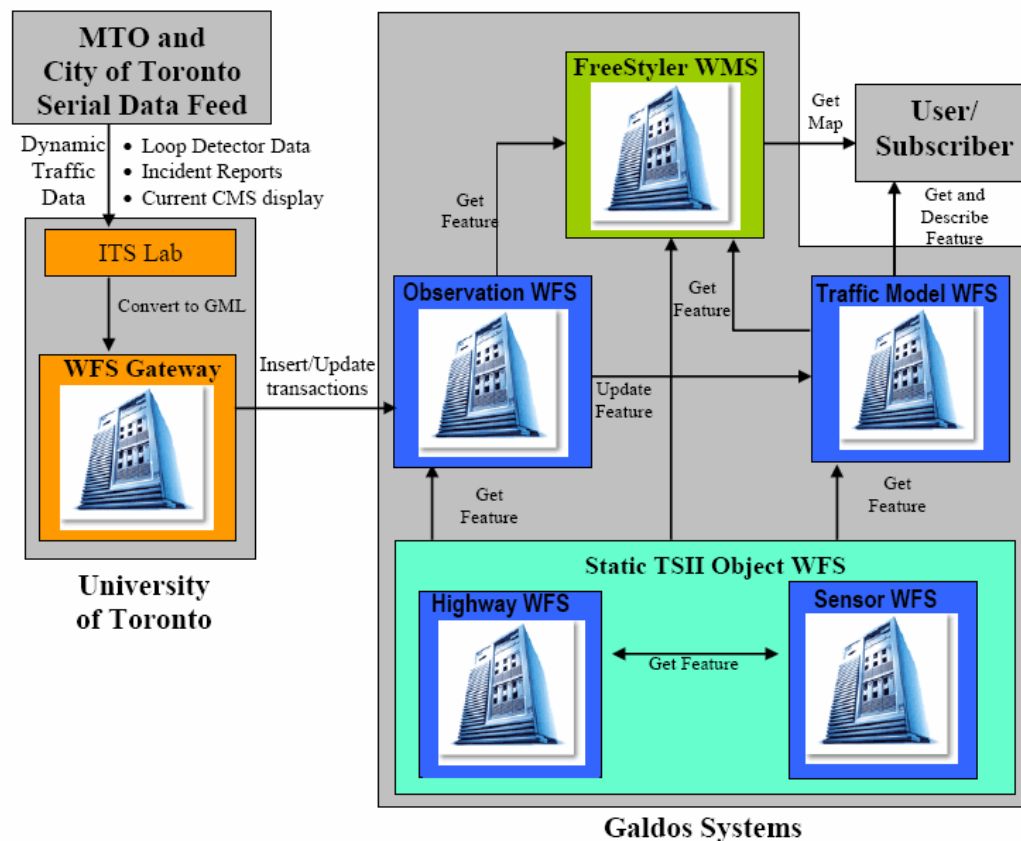 MTO and
City of Toronto
Serial Data Feed
Dynamic
Traffic
Data
• Loop Detector Data
• Incident Reports
• Current CMS display
ITS Lab
Convert to GML
WFS Gateway
University
of Toronto
Insert/Update
transactions
FreeStyler WMS
Get
Map
User/
Subscriber
Get
Feature
Get and
Describe
Feature
Observation WFS
Get
Feature
Traffic Model WFS
Update
Feature
Get
Feature
Get
Feature
Static TSII Object WFS
Highway WFS
Sensor WFS
Get Feature
Galdos Systems